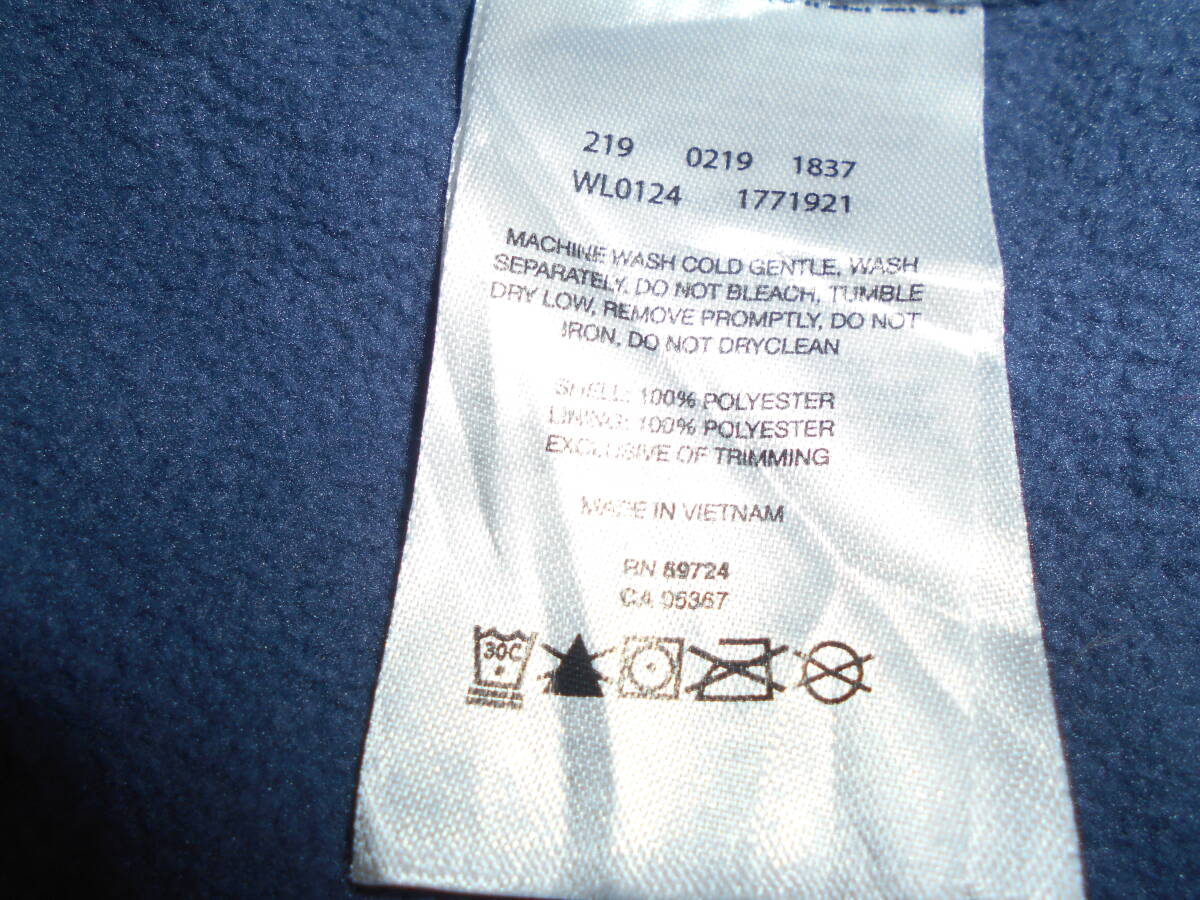 219 0219 1837
WL0124 1771921
MACHINE WASH COLD GENTLE, WASH
SEPARATELY, DO NOT BLEACH, TUMBLE
DRY LOW, REMOVE PROMPTLY, DO NOT
IRON, DO NOT DRYCLEAN
SHELL: 100% POLYESTER
LINING: 100% POLYESTER
EXCLUSIVE OF TRIMMING
MADE IN VIETNAM
RN 69724
CA 05367
30C